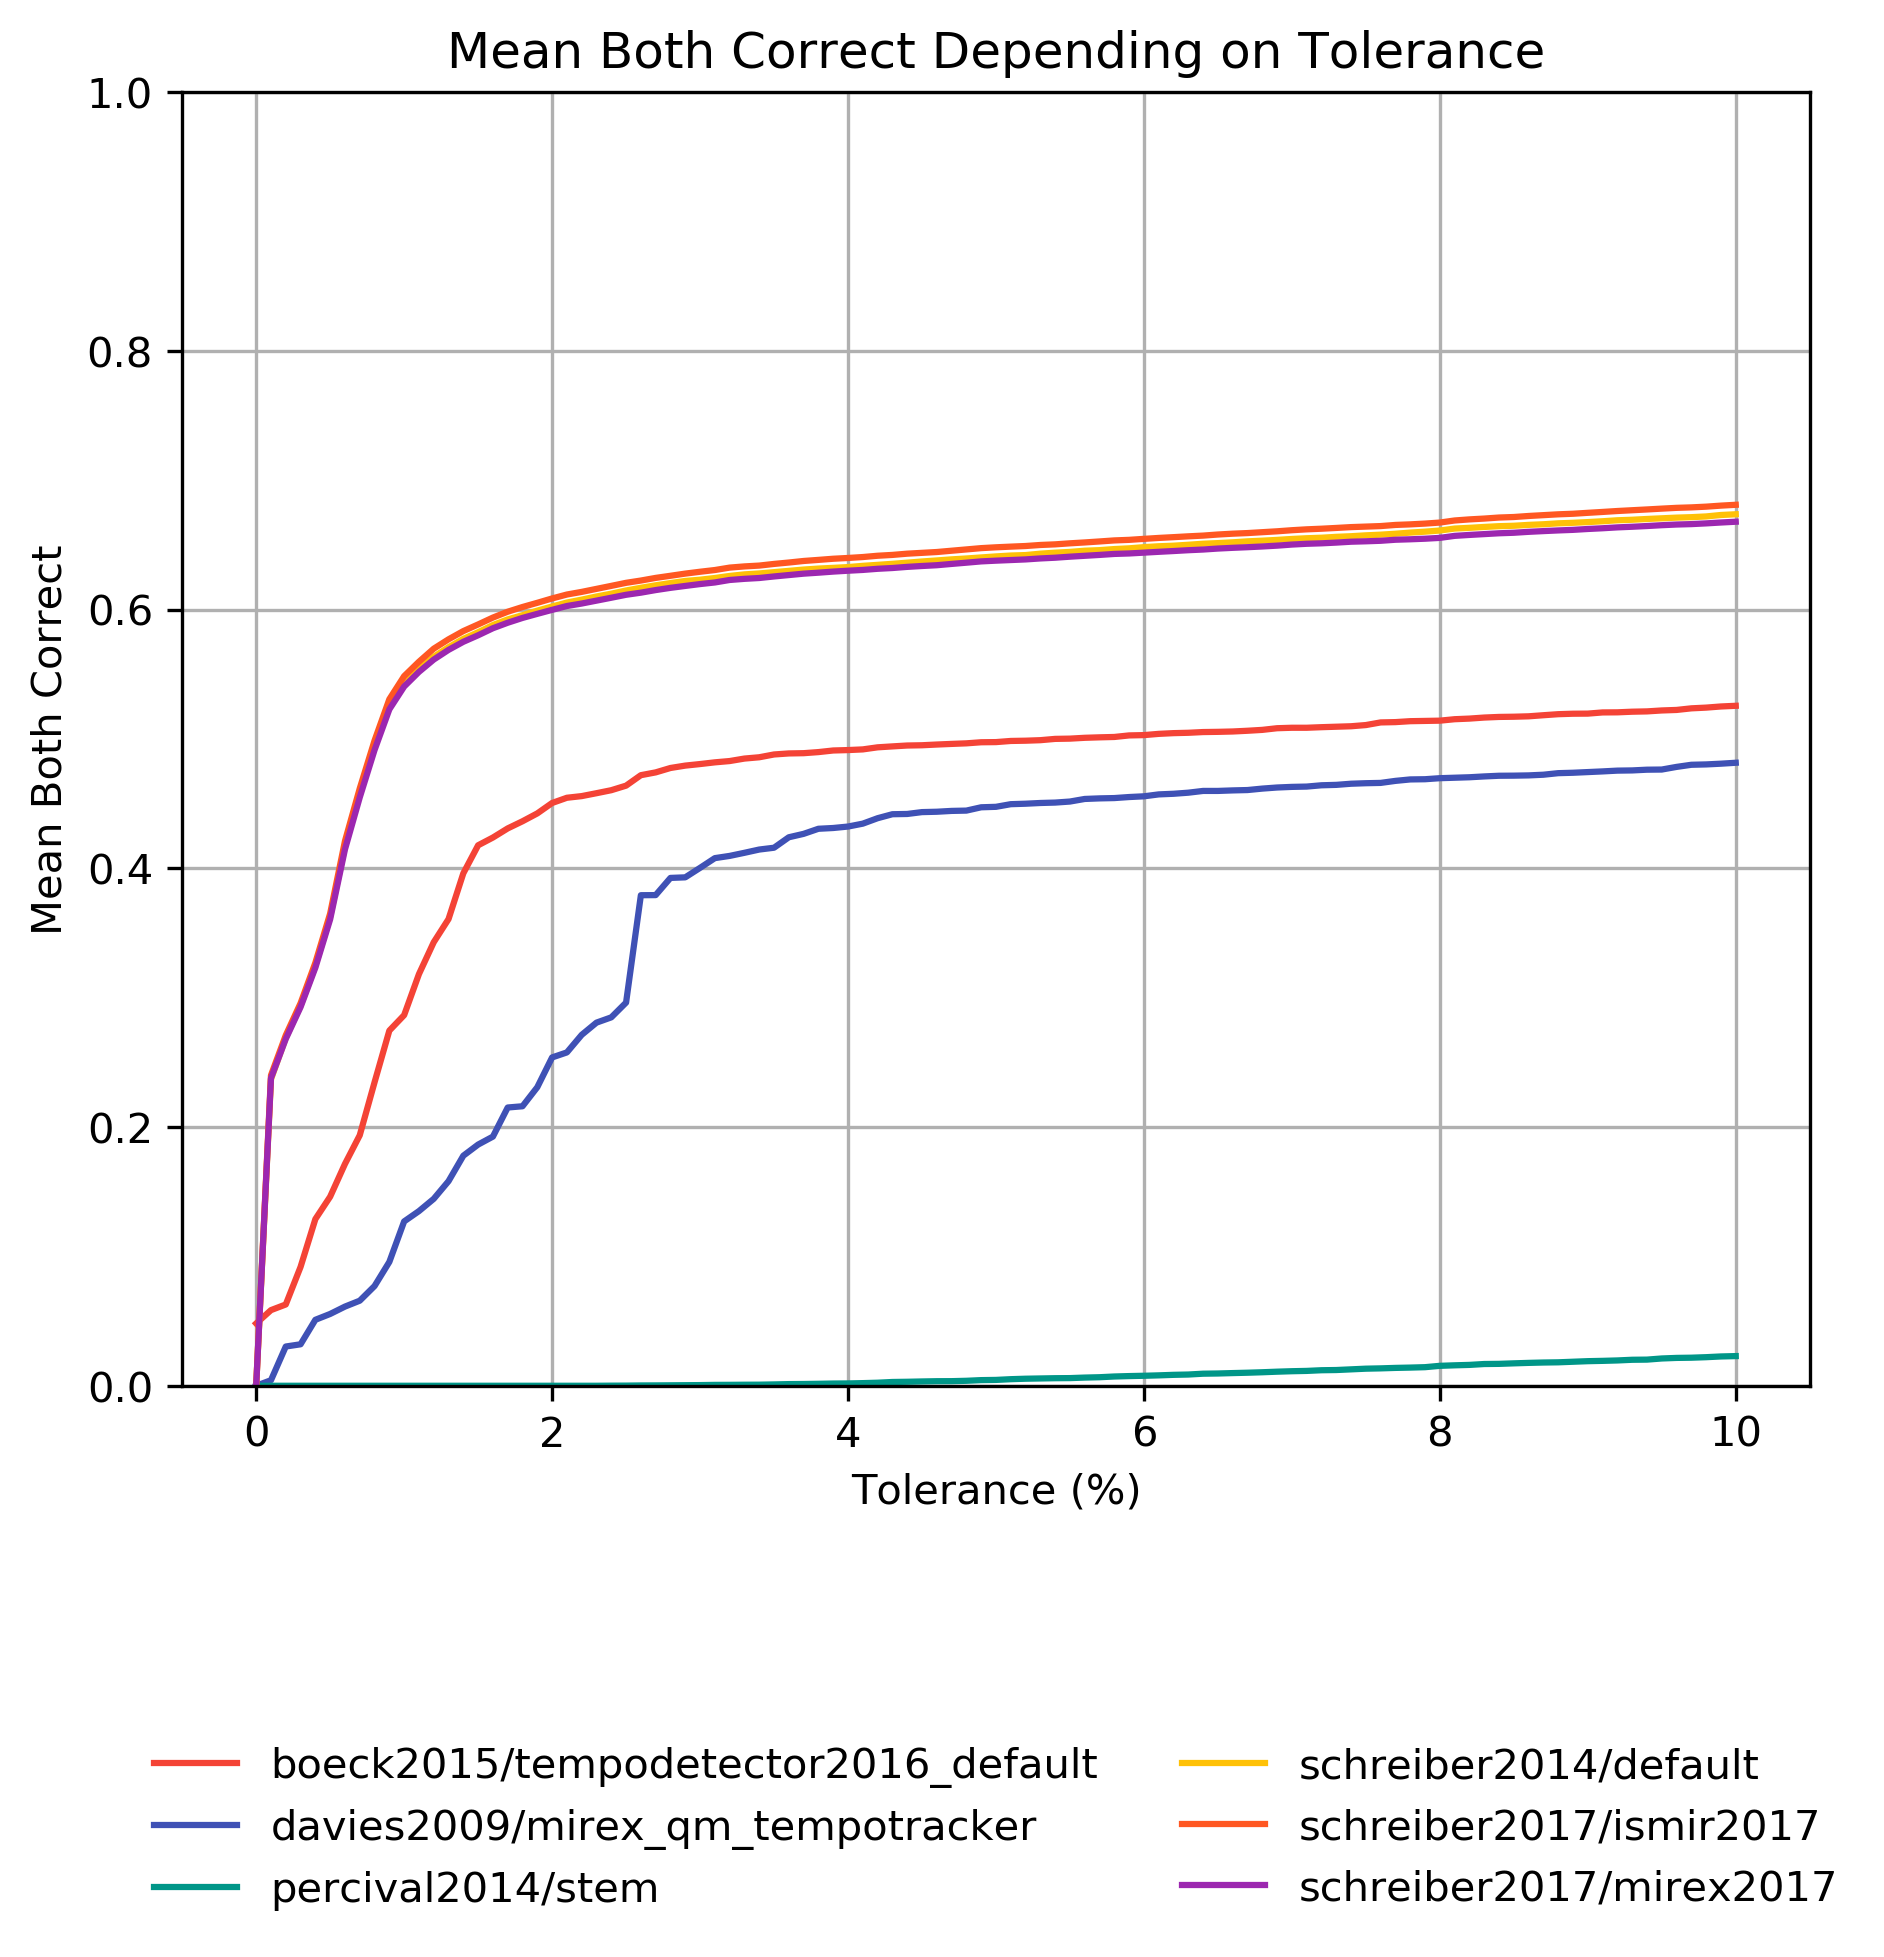 Mean Both Correct Depending on Tolerance
1.0
0.8
0.6
0.4
0.2
0.0
Mean Both Correct
0 2 4 6 8 10
Tolerance (%)
boeck2015/tempodetector2016_default
davies2009/mirex_qm_tempotracker
percival2014/stem
schreiber2014/default
schreiber2017/ismir2017
schreiber2017/mirex2017